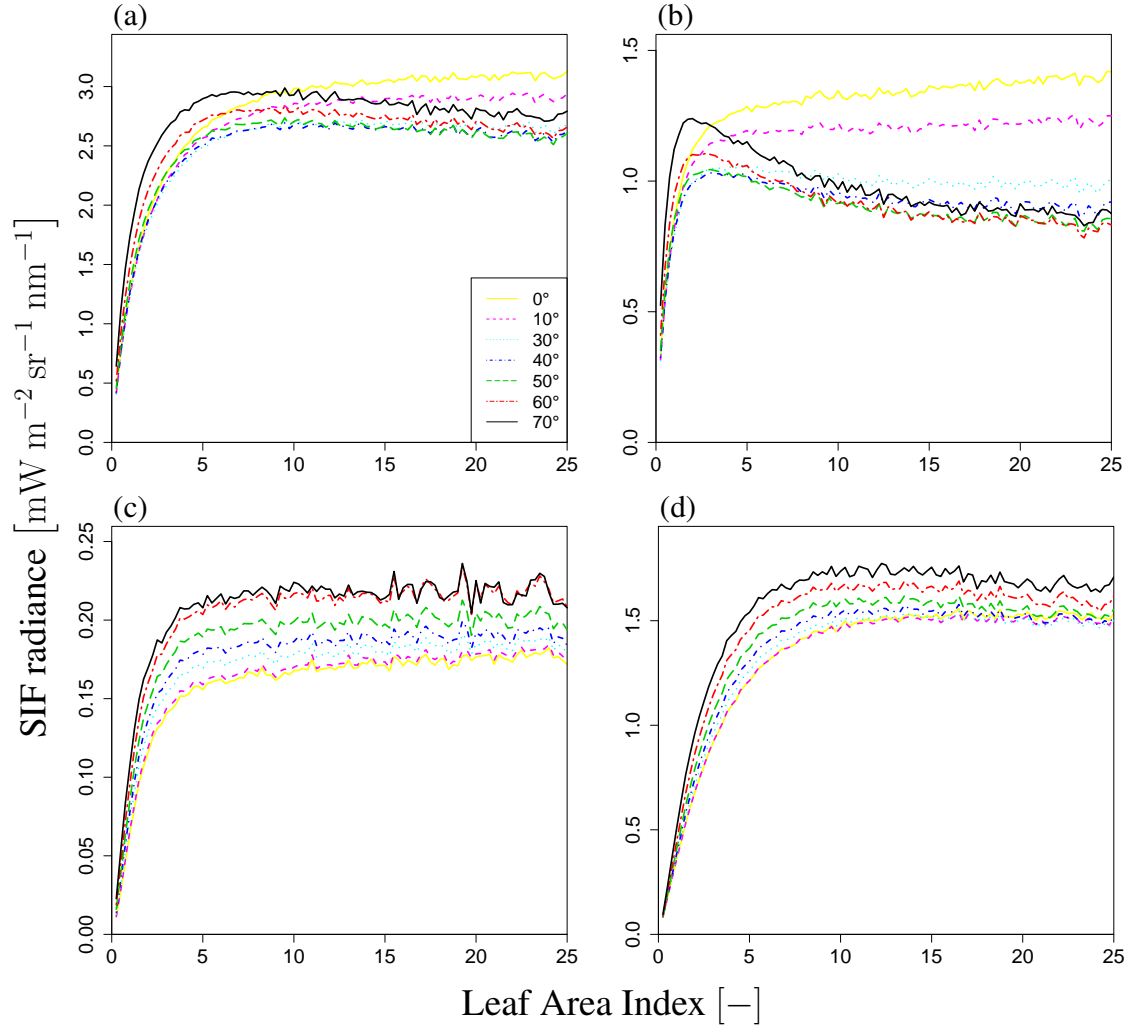 (a)
(b)
0.0 0.5 1.0 1.5 2.0 2.5 3.0
0 5 10 15 20 25
0°
10°
30°
40°
50°
60°
70°
0.0 0.5 1.0 1.5
0 5 10 15 20 25
(c)
(d)
0.00 0.05 0.10 0.15 0.20 0.25
0 5 10 15 20 25
0.0 0.5 1.0 1.5
0 5 10 15 20 25
SIF radiance [mW m⁻² sr⁻¹ nm⁻¹]
Leaf Area Index [−]